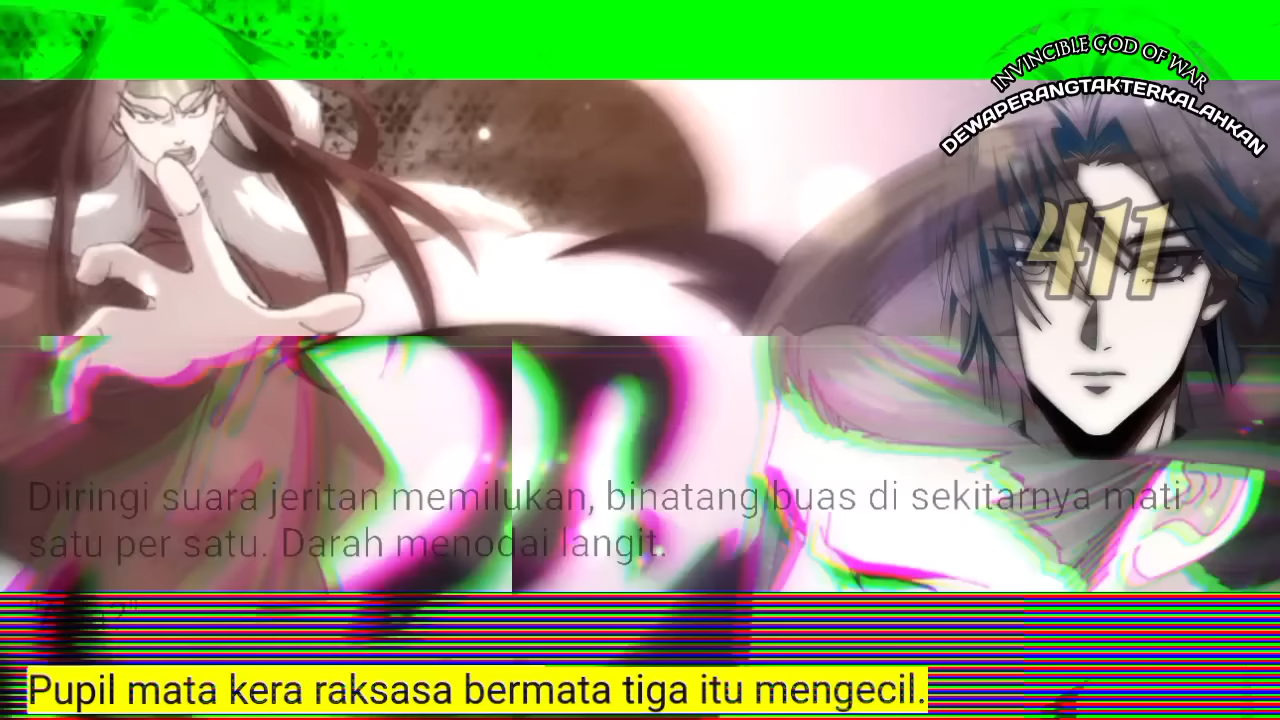 INVINCIBLE GOD OF WAR
DEWAPERANGTAKTERKALAHKAN
411
Diiringi suara jeritan memilukan, binatang buas di sekitarnya mati
satu per satu. Darah menodai langit.
Pupil mata kera raksasa bermata tiga itu mengecil.